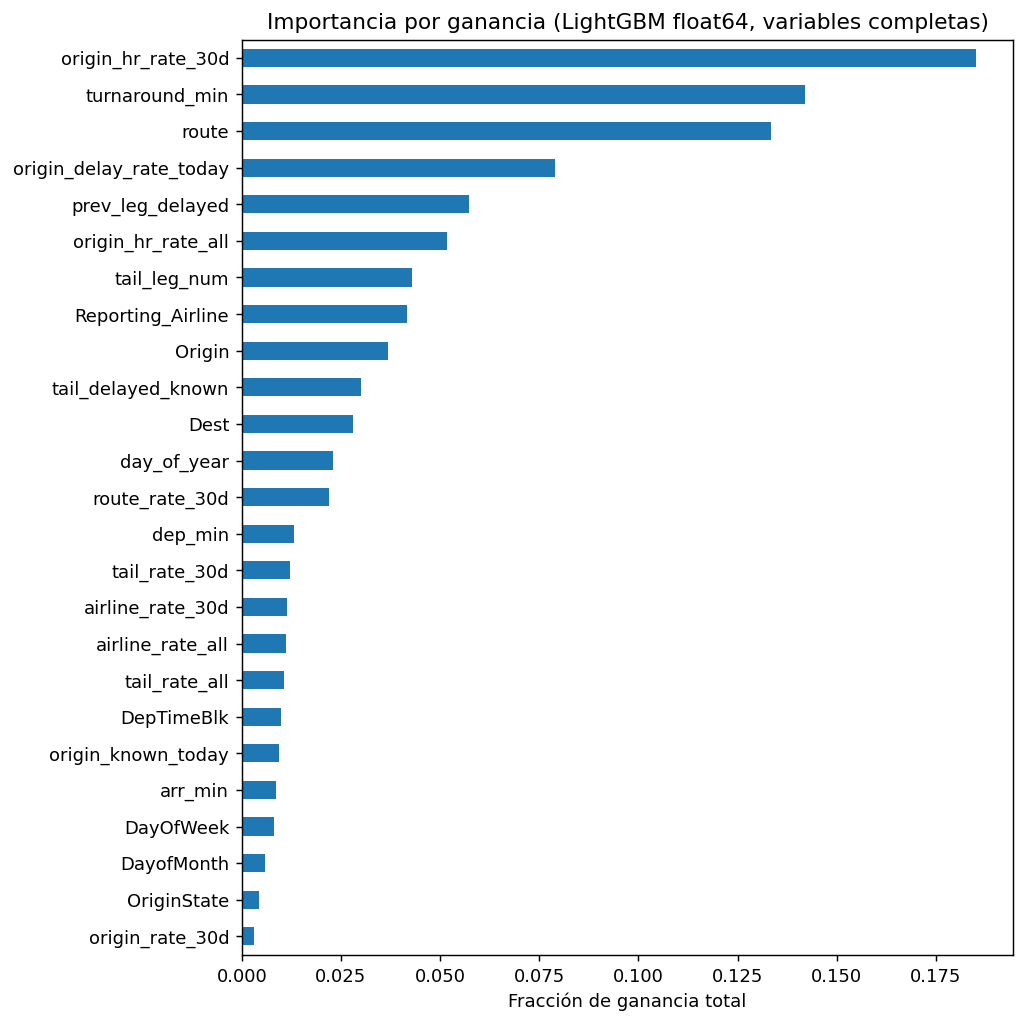 Importancia por ganancia (LightGBM float64, variables completas)
origin_hr_rate_30d
turnaround_min
route
origin_delay_rate_today
prev_leg_delayed
origin_hr_rate_all
tail_leg_num
Reporting_Airline
Origin
tail_delayed_known
Dest
day_of_year
route_rate_30d
dep_min
tail_rate_30d
airline_rate_30d
airline_rate_all
tail_rate_all
DepTimeBlk
origin_known_today
arr_min
DayOfWeek
DayofMonth
OriginState
origin_rate_30d
0.000 0.025 0.050 0.075 0.100 0.125 0.150 0.175
Fracción de ganancia total